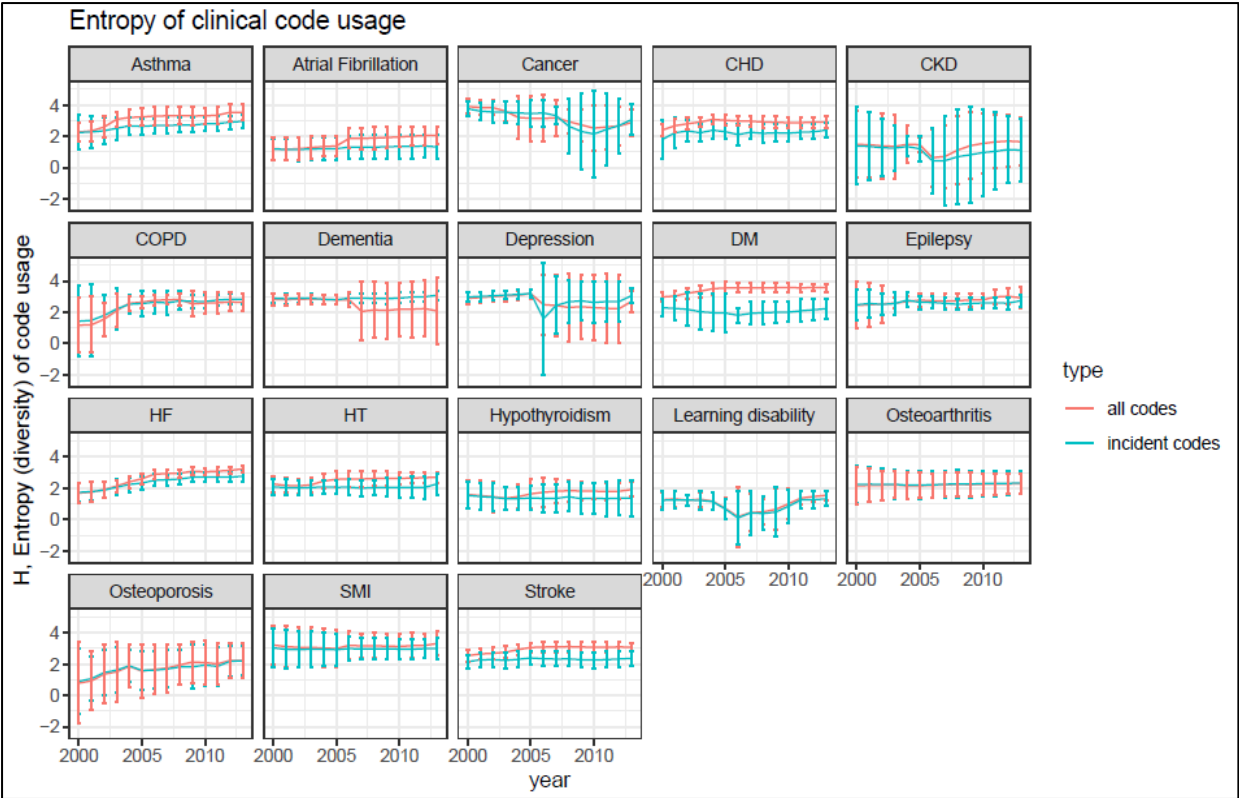 Entropy of clinical code usage
Asthma Atrial Fibrillation Cancer CHD CKD
4
2
0
−2
COPD Dementia Depression DM Epilepsy
4
2
0
−2
HF HT Hypothyroidism Learning disability Osteoarthritis
4
2
0
−2
2000 2005 2010 2000 2005 2010
Osteoporosis SMI Stroke
4
2
0
−2
2000 2005 2010 2000 2005 2010 2000 2005 2010
year
H, Entropy (diversity) of code usage
type
all codes
incident codes